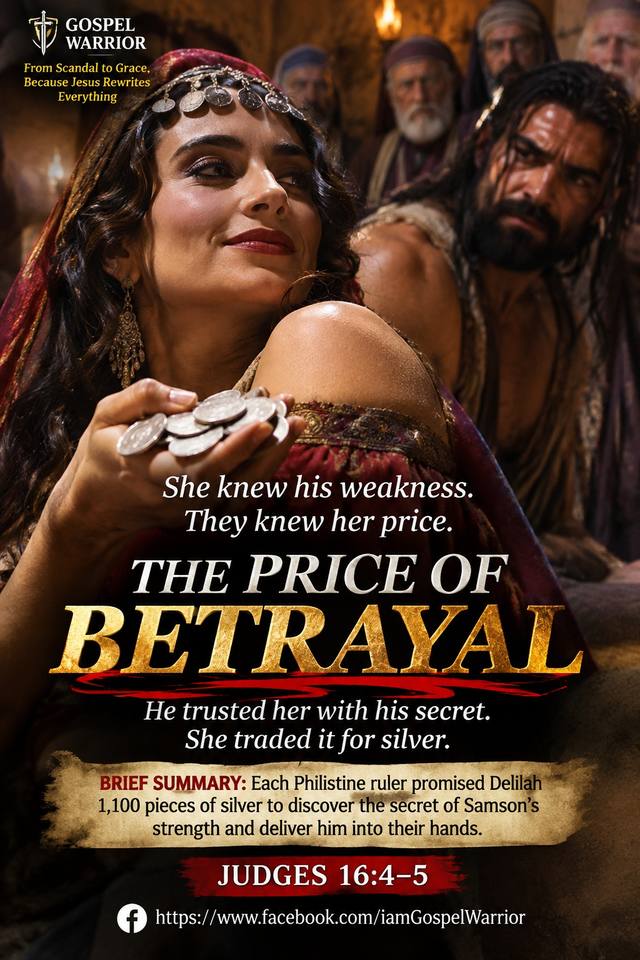 GOSPEL
WARRIOR
From Scandal to Grace,
Because Jesus Rewrites
Everything
She knew his weakness.
They knew her price.
THE PRICE OF
BETRAYAL
He trusted her with his secret.
She traded it for silver.
BRIEF SUMMARY: Each Philistine ruler promised Delilah
1,100 pieces of silver to discover the secret of Samson's
strength and deliver him into their hands.
JUDGES 16:4–5
https://www.facebook.com/iamGospelWarrior